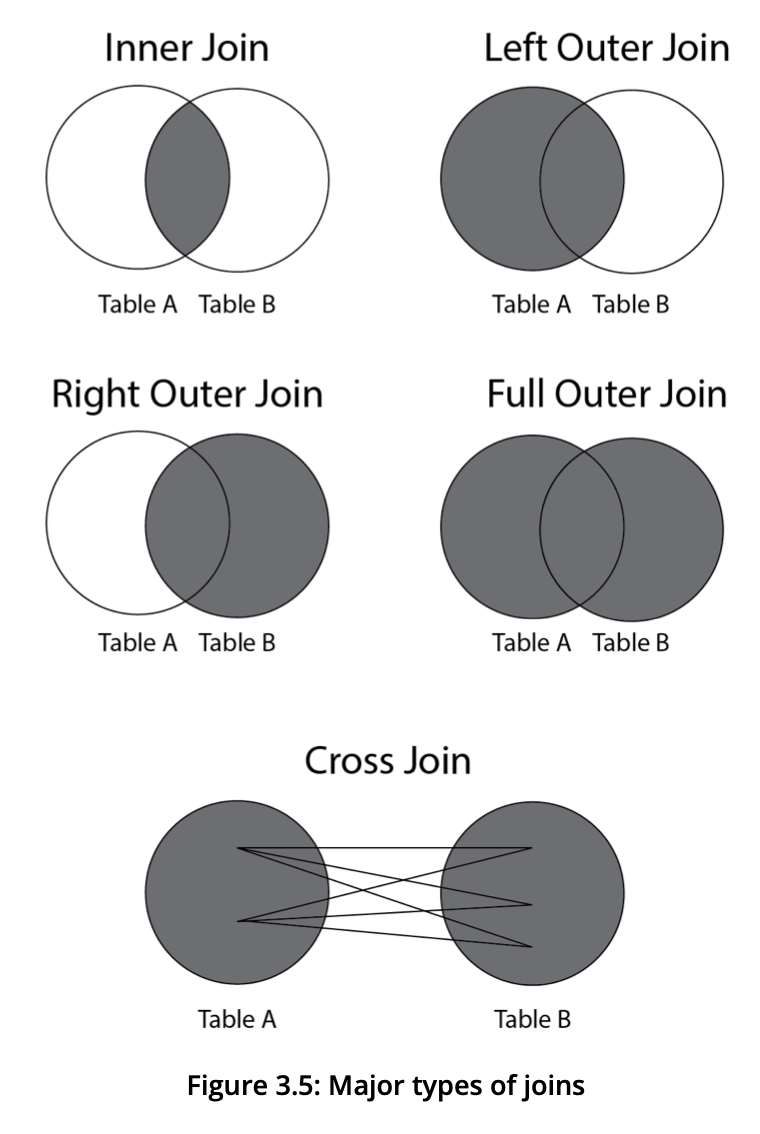 Inner Join
Left Outer Join
Table A Table B
Table A Table B
Right Outer Join
Full Outer Join
Table A Table B
Table A Table B
Cross Join
Table A
Table B
Figure 3.5: Major types of joins